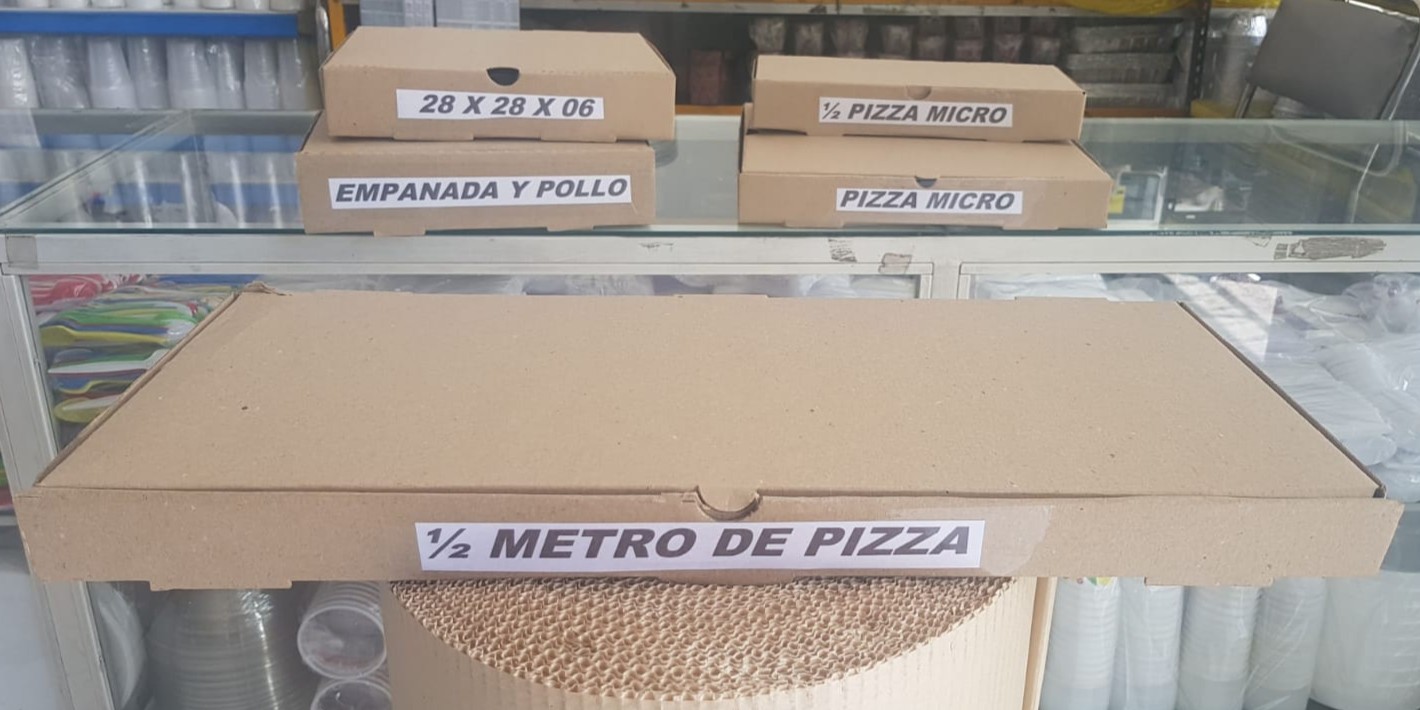 28 X 28 X 06
½ PIZZA MICRO
EMPANADA Y POLLO
PIZZA MICRO
½ METRO DE PIZZA